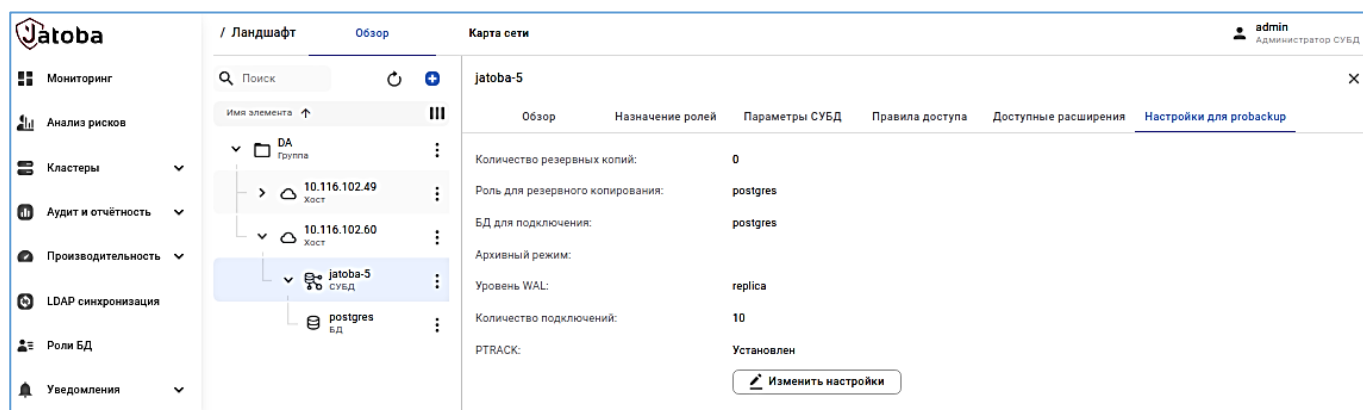 Jatoba
/ Ландшафт Обзор Карта сети
admin
Администратор СУБД
Мониторинг
Анализ рисков
Кластеры
Аудит и отчётность
Производительность
LDAP синхронизация
Роли БД
Уведомления
Поиск
Имя элемента
DA
Группа
10.116.102.49
Хост
10.116.102.60
Хост
jatoba-5
СУБД
postgres
БД
jatoba-5
Обзор Назначение ролей Параметры СУБД Правила доступа Доступные расширения Настройки для probackup
Количество резервных копий: 0
Роль для резервного копирования: postgres
БД для подключения: postgres
Архивный режим:
Уровень WAL: replica
Количество подключений: 10
PTRACK: Установлен
Изменить настройки